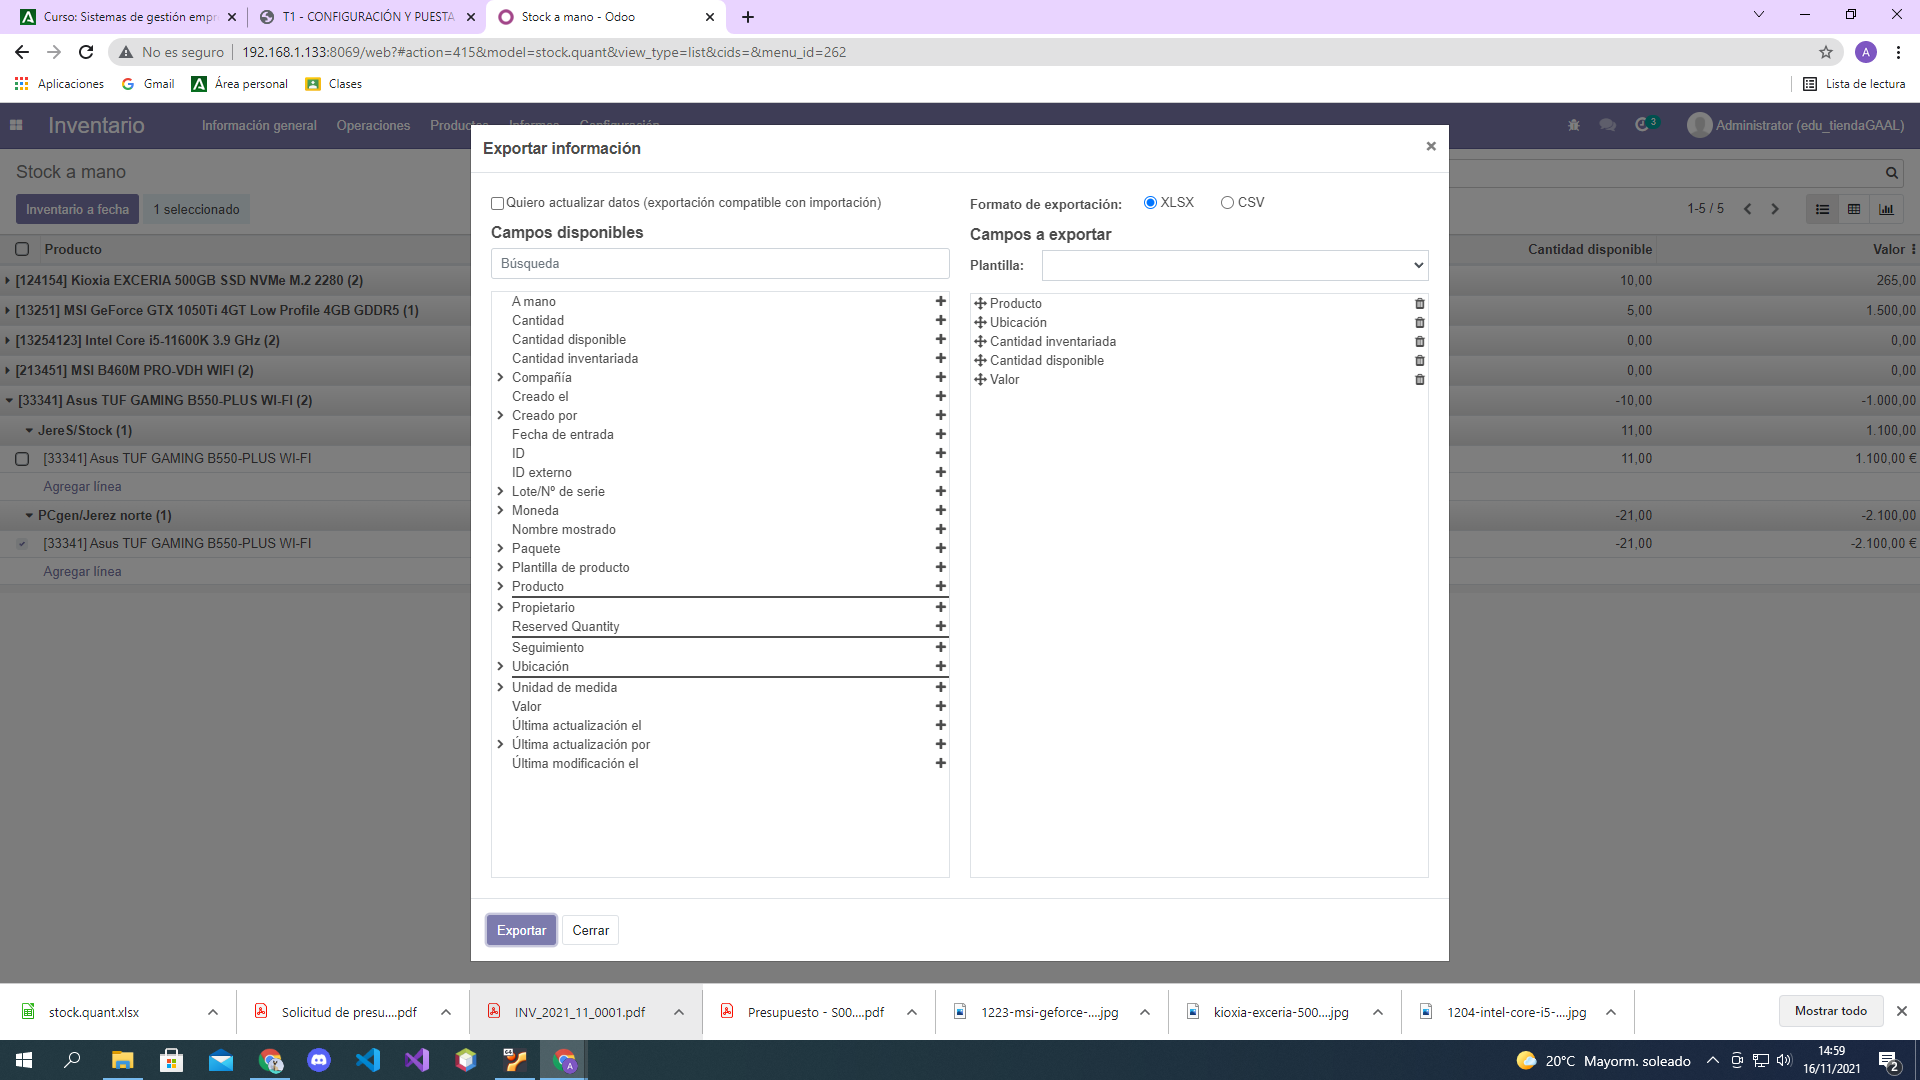 Curso: Sistemas de gestión empr
T1 - CONFIGURACIÓN Y PUESTA
Stock a mano - Odoo
No es seguro
192.168.1.133:8069/web?#action=415&model=stock.quant&view_type=list&cids=&menu_id=262
A
Aplicaciones
Gmail
Área personal
Clases
Lista de lectura
Inventario
Información general
Operaciones
3
Administrator (edu_tiendaGAAL)
Stock a mano
Inventario a fecha
1 seleccionado
1-5 / 5
Producto
Cantidad disponible
Valor
[124154] Kioxia EXCERIA 500GB SSD NVMe M.2 2280 (2)
10,00
265,00
[13251] MSI GeForce GTX 1050Ti 4GT Low Profile 4GB GDDR5 (1)
5,00
1.500,00
[13254123] Intel Core i5-11600K 3.9 GHz (2)
0,00
0,00
[213451] MSI B460M PRO-VDH WIFI (2)
0,00
0,00
[33341] Asus TUF GAMING B550-PLUS WI-FI (2)
-10,00
-1.000,00
JereS/Stock (1)
11,00
1.100,00
[33341] Asus TUF GAMING B550-PLUS WI-FI
11,00
1.100,00 €
Agregar línea
PCgen/Jerez norte (1)
-21,00
-2.100,00
[33341] Asus TUF GAMING B550-PLUS WI-FI
-21,00
-2.100,00 €
Agregar línea
Exportar información
Quiero actualizar datos (exportación compatible con importación)
Formato de exportación:
XLSX
CSV
Campos disponibles
Campos a exportar
Búsqueda
Plantilla:
A mano
Cantidad
Cantidad disponible
Cantidad inventariada
Compañía
Creado el
Creado por
Fecha de entrada
ID
ID externo
Lote/Nº de serie
Moneda
Nombre mostrado
Paquete
Plantilla de producto
Producto
Propietario
Reserved Quantity
Seguimiento
Ubicación
Unidad de medida
Valor
Última actualización el
Última actualización por
Última modificación el
Producto
Ubicación
Cantidad inventariada
Cantidad disponible
Valor
Exportar
Cerrar
stock.quant.xlsx
Solicitud de presu....pdf
INV_2021_11_0001.pdf
Presupuesto - S00....pdf
1223-msi-geforce-....jpg
kioxia-exceria-500....jpg
1204-intel-core-i5-....jpg
Mostrar todo
20°C Mayorm. soleado
14:59
16/11/2021
2